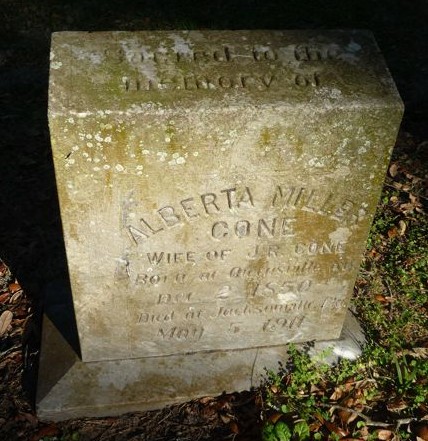 Sacred to the
memory of
ALBERTA MILLEY
CONE
WIFE OF J.R. CONE
Born at
Dec 2 1850
Died at Jacksonville, Fla
May 5, 1911